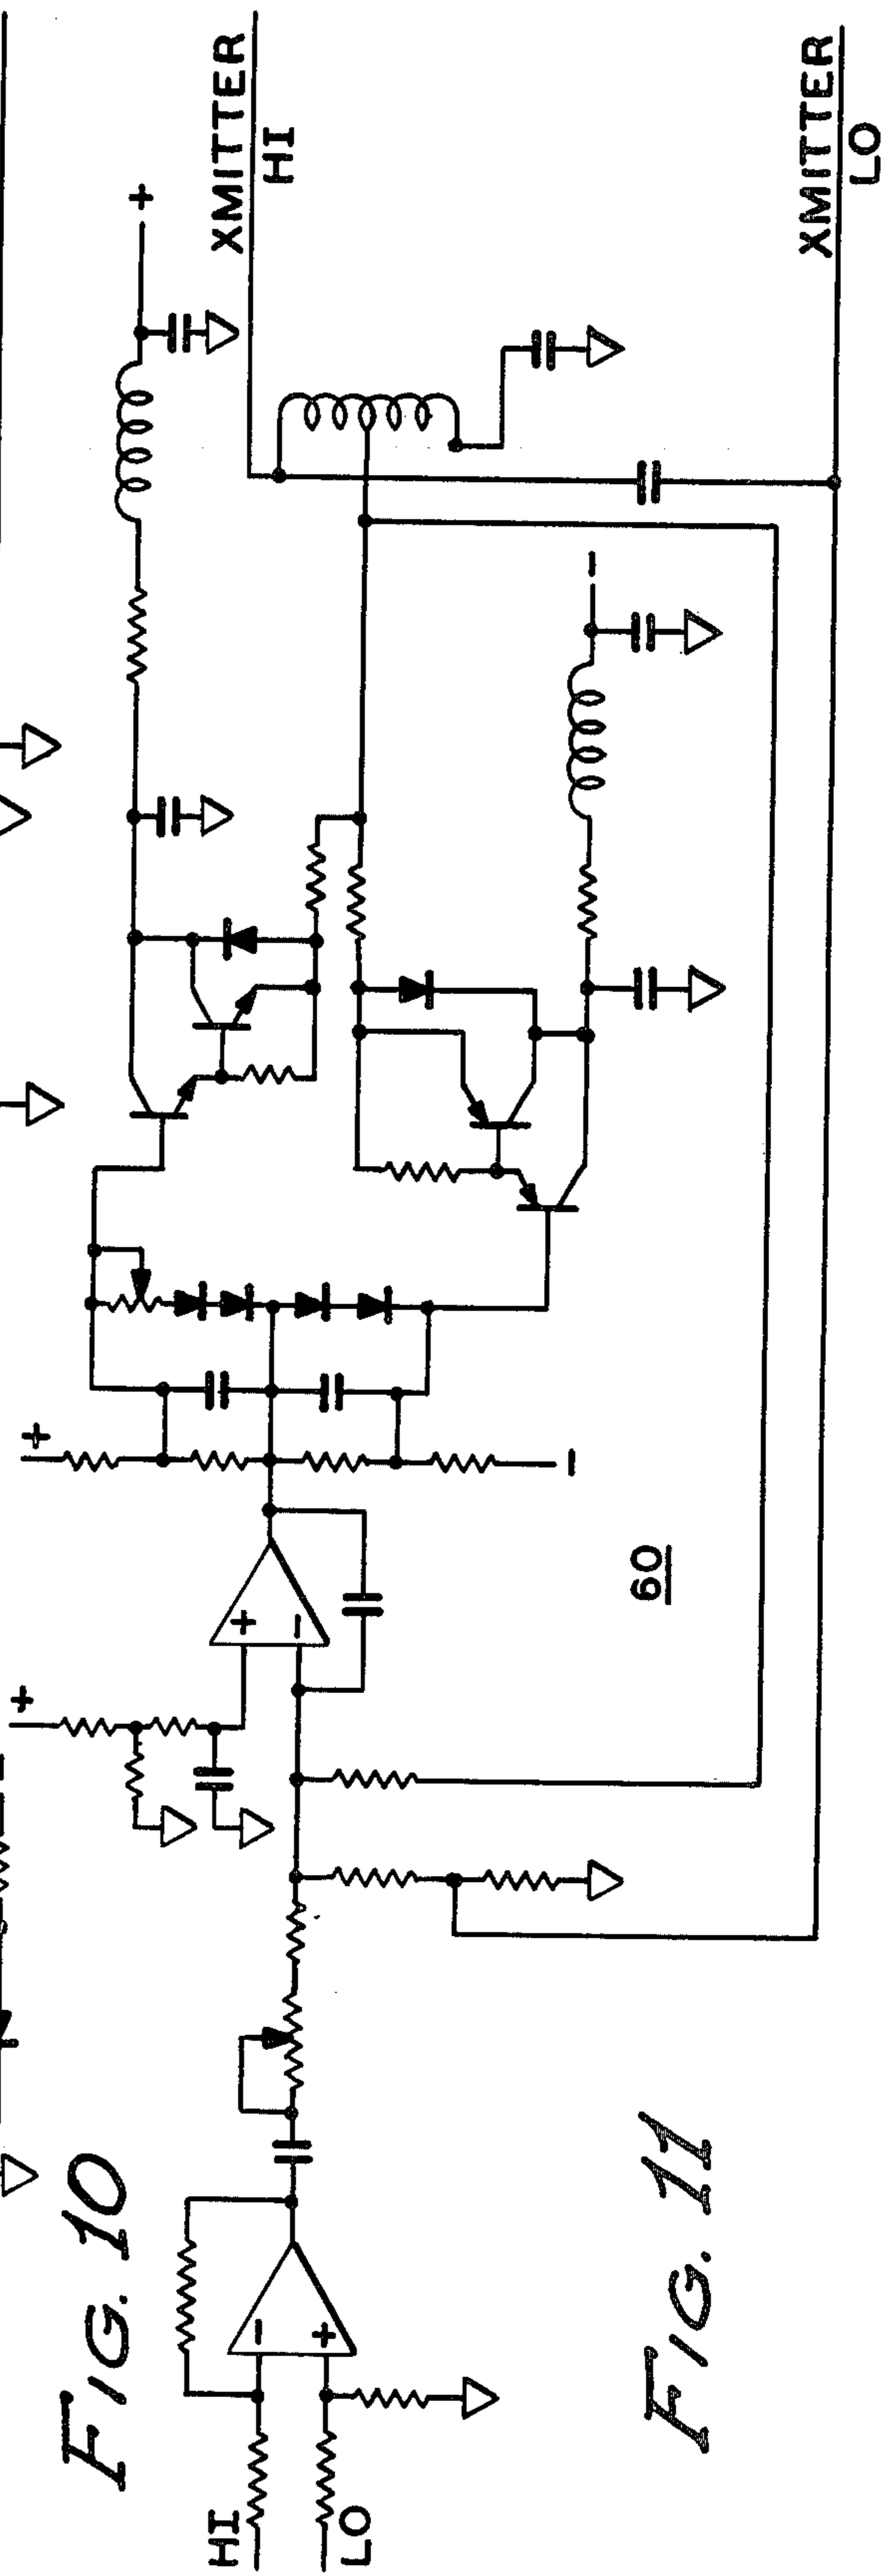 FIG. 10
HI
LO
-
+
+
+
-
60
+
-
+
-
XMITTER
HI
XMITTER
LO
FIG. 11